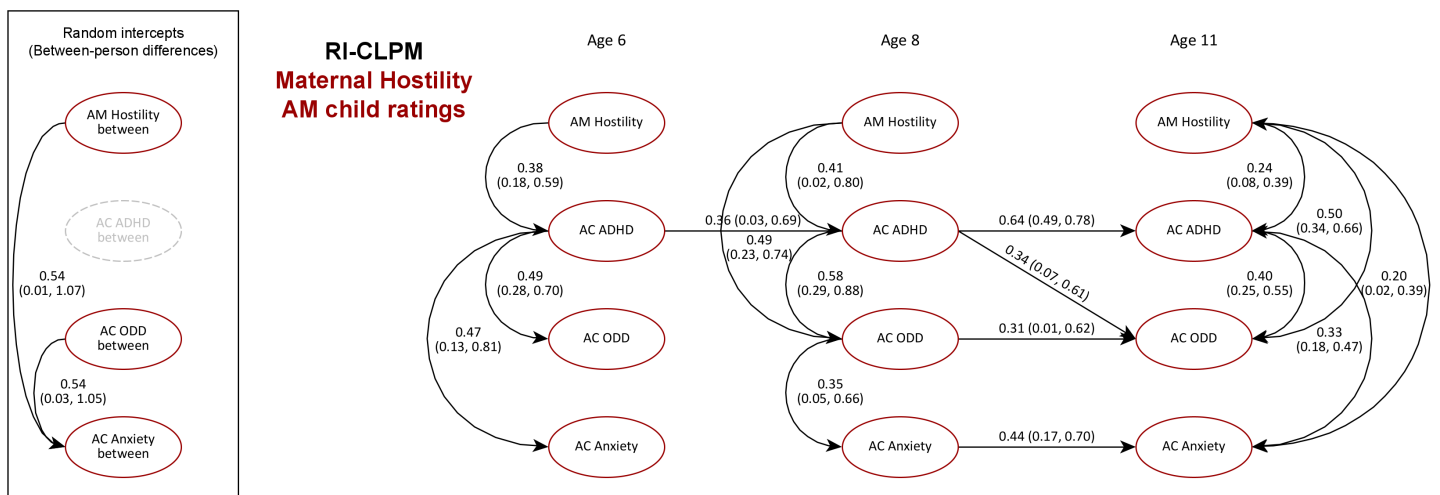 Random intercepts
(Between-person differences)
RI-CLPM
Maternal Hostility
AM child ratings
Age 6
Age 8
Age 11
AM Hostility
between
AC ADHD
between
0.54
(0.01, 1.07)
AC ODD
between
0.54
(0.03, 1.05)
AC Anxiety
between
AM Hostility
0.38
(0.18, 0.59)
AC ADHD
0.49
(0.28, 0.70)
0.47
(0.13, 0.81)
AC ODD
AC Anxiety
0.36 (0.03, 0.69)
AM Hostility
0.41
(0.02, 0.80)
0.49
(0.23, 0.74)
AC ADHD
0.58
(0.29, 0.88)
AC ODD
0.35
(0.05, 0.66)
AC Anxiety
0.64 (0.49, 0.78)
0.34 (0.07, 0.61)
0.31 (0.01, 0.62)
0.44 (0.17, 0.70)
AM Hostility
0.24
(0.08, 0.39)
0.50
(0.34, 0.66)
AC ADHD
0.40
(0.25, 0.55)
0.20
(0.02, 0.39)
AC ODD
0.33
(0.18, 0.47)
AC Anxiety